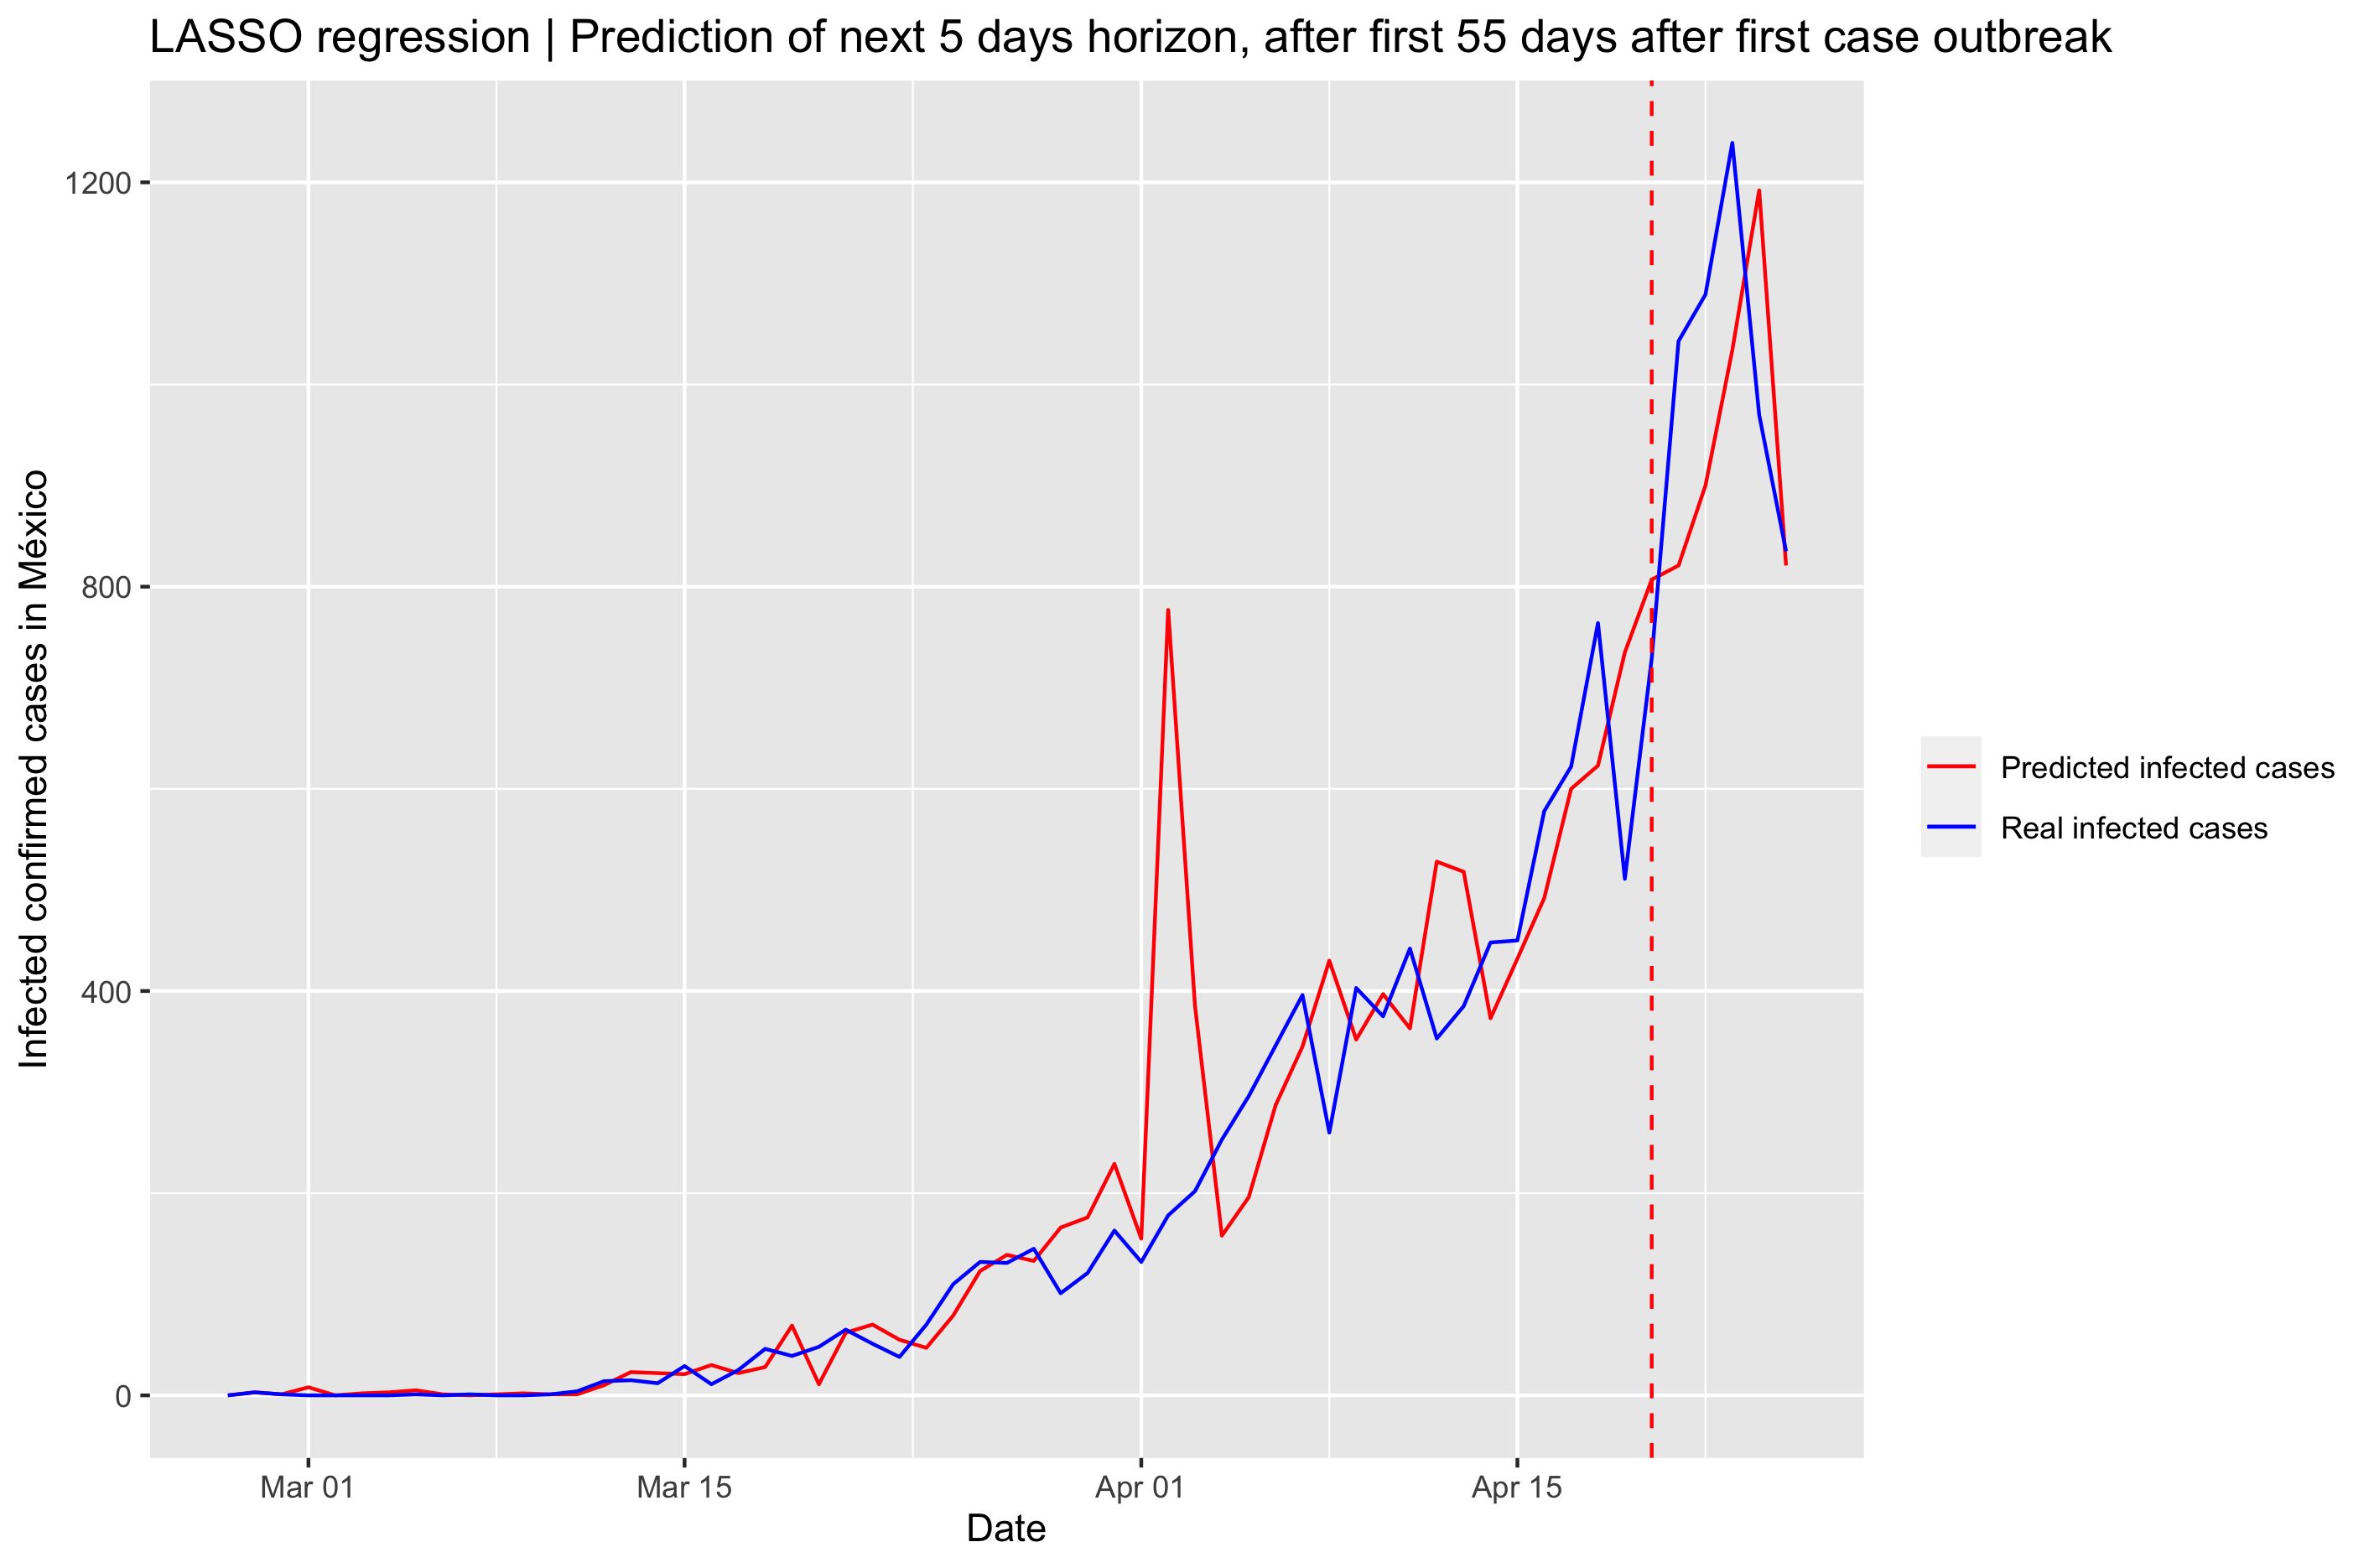 LASSO regression | Prediction of next 5 days horizon, after first 55 days after first case outbreak
Infected confirmed cases in México
1200
800
400
0
Mar 01
Mar 15
Apr 01
Apr 15
Date
Predicted infected cases
Real infected cases